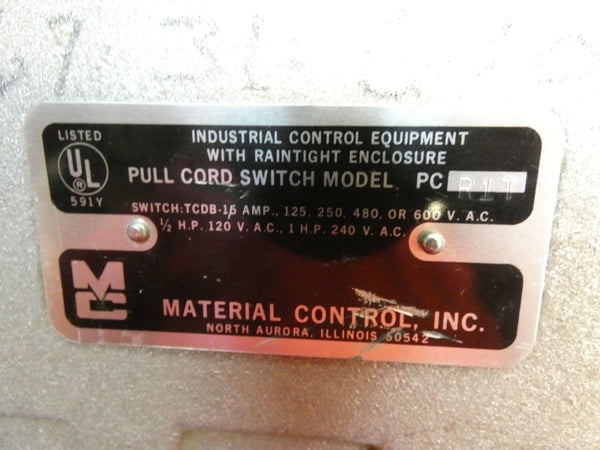 LISTED
UL
®
591Y
INDUSTRIAL CONTROL EQUIPMENT
WITH RAINTIGHT ENCLOSURE
PULL CORD SWITCH MODEL PC R1T
SWITCH:TCDB-15 AMP., 125, 250, 480, OR 600 V. A.C.
½ H.P. 120 V. A.C., 1 H.P. 240 V. A.C.
MC
MATERIAL CONTROL, INC.
NORTH AURORA, ILLINOIS 60542